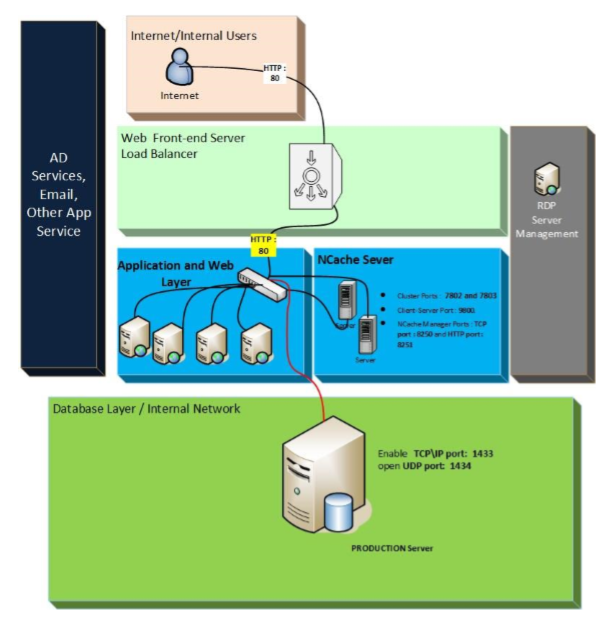 Internet/Internal Users
HTTP :
80
Internet
AD
Services,
Email,
Other App
Service
Web Front-end Server
Load Balancer
RDP
Server
Management
HTTP :
80
Application and Web
Layer
NCache Sever
• Cluster Ports : 7802 and 7803
• Client-Server Port : 9800
• NCache Manager Ports : TCP
port : 8250 and HTTP port :
8251
Server
Server
Database Layer / Internal Network
Enable TCP\IP port: 1433
open UDP port: 1434
PRODUCTION Server